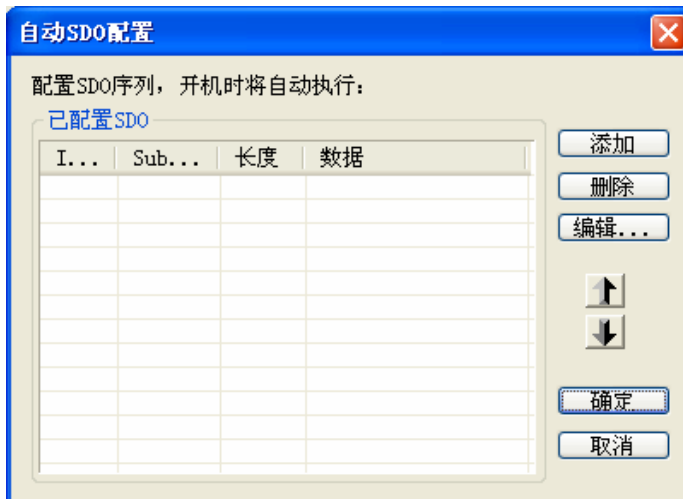 自动SDO配置
配置SDO序列，开机时将自动执行：
已配置SDO
I... Sub... 长度 数据
添加
删除
编辑...
确定
取消